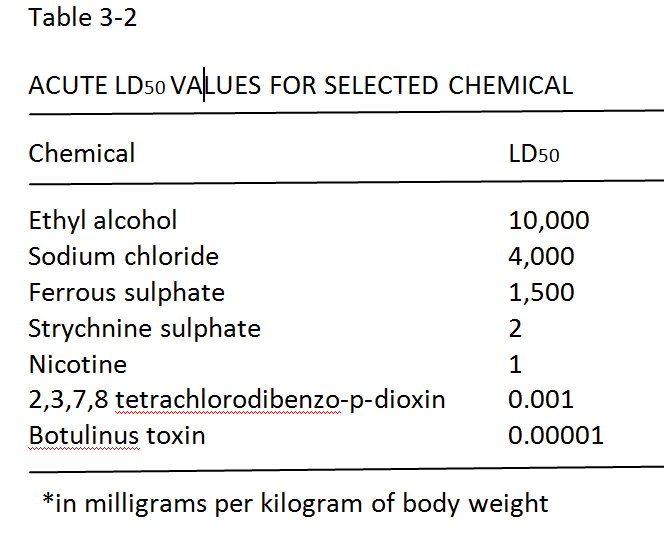 Table 3-2
ACUTE LD50 VALUES FOR SELECTED CHEMICAL
Chemical LD50
Ethyl alcohol 10,000
Sodium chloride 4,000
Ferrous sulphate 1,500
Strychnine sulphate 2
Nicotine 1
2,3,7,8 tetrachlorodibenzo-p-dioxin 0.001
Botulinus toxin 0.00001
*in milligrams per kilogram of body weight